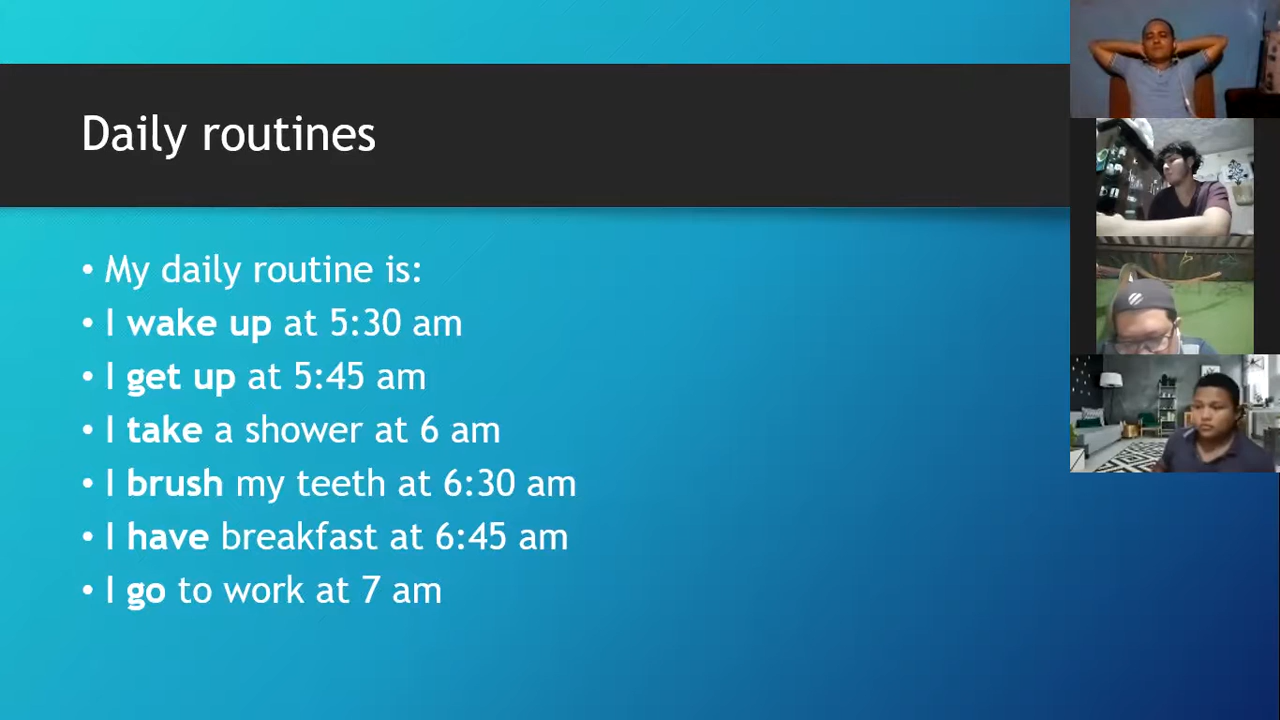 Daily routines
• My daily routine is:
• I wake up at 5:30 am
• I get up at 5:45 am
• I take a shower at 6 am
• I brush my teeth at 6:30 am
• I have breakfast at 6:45 am
• I go to work at 7 am